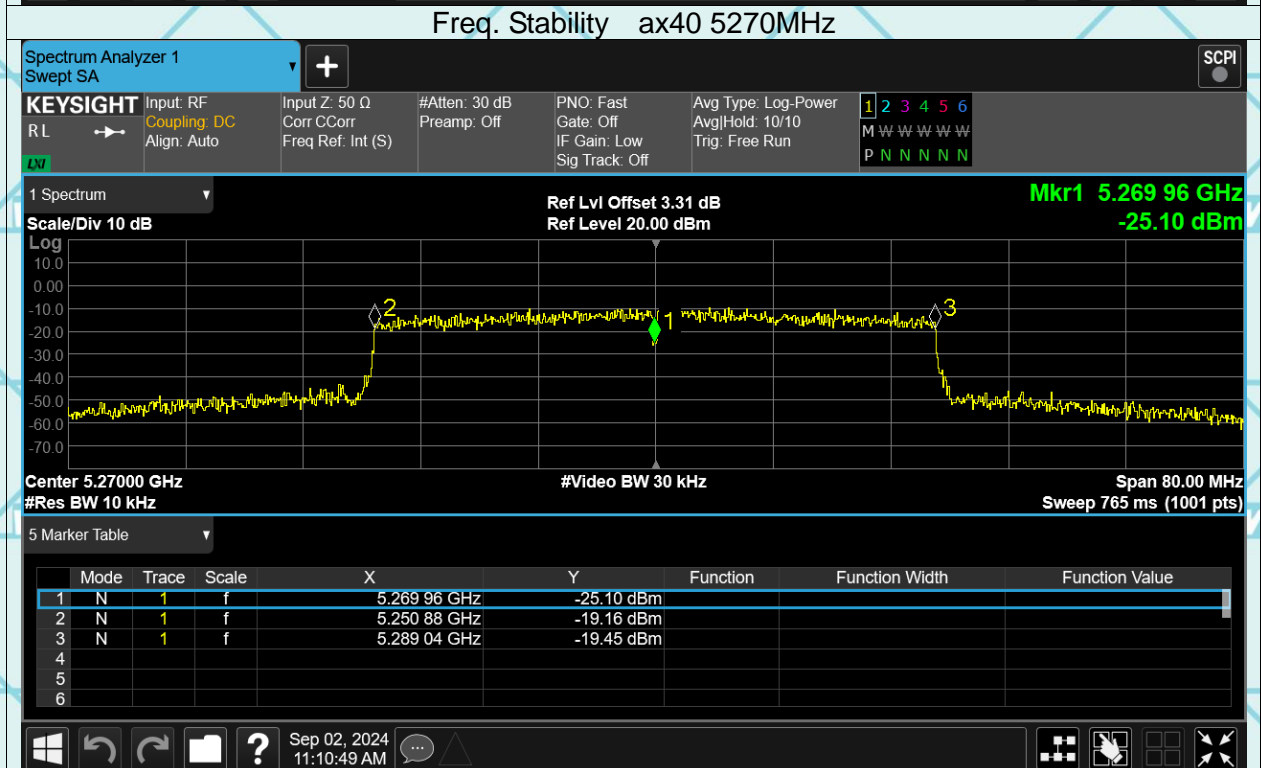 Freq. Stability ax40 5270MHz
Spectrum Analyzer 1
Swept SA
SCPI
KEYSIGHT
RL
LXI
Input: RF
Coupling: DC
Align: Auto
Input Z: 50 Ω
Corr CCorr
Freq Ref: Int (S)
#Atten: 30 dB
Preamp: Off
PNO: Fast
Gate: Off
IF Gain: Low
Sig Track: Off
Avg Type: Log-Power
Avg|Hold: 10/10
Trig: Free Run
1 2 3 4 5 6
M W W W W W
P N N N N N
1 Spectrum
Scale/Div 10 dB
Ref Lvl Offset 3.31 dB
Ref Level 20.00 dBm
Mkr1 5.269 96 GHz
-25.10 dBm
Log
10.0
0.00
-10.0
-20.0
-30.0
-40.0
-50.0
-60.0
-70.0
2
1
3
Center 5.27000 GHz
#Res BW 10 kHz
#Video BW 30 kHz
Span 80.00 MHz
Sweep 765 ms (1001 pts)
5 Marker Table
Mode Trace Scale X Y Function Function Width Function Value
1 N 1 f 5.269 96 GHz -25.10 dBm
2 N 1 f 5.250 88 GHz -19.16 dBm
3 N 1 f 5.289 04 GHz -19.45 dBm
4
5
6
?
Sep 02, 2024
11:10:49 AM